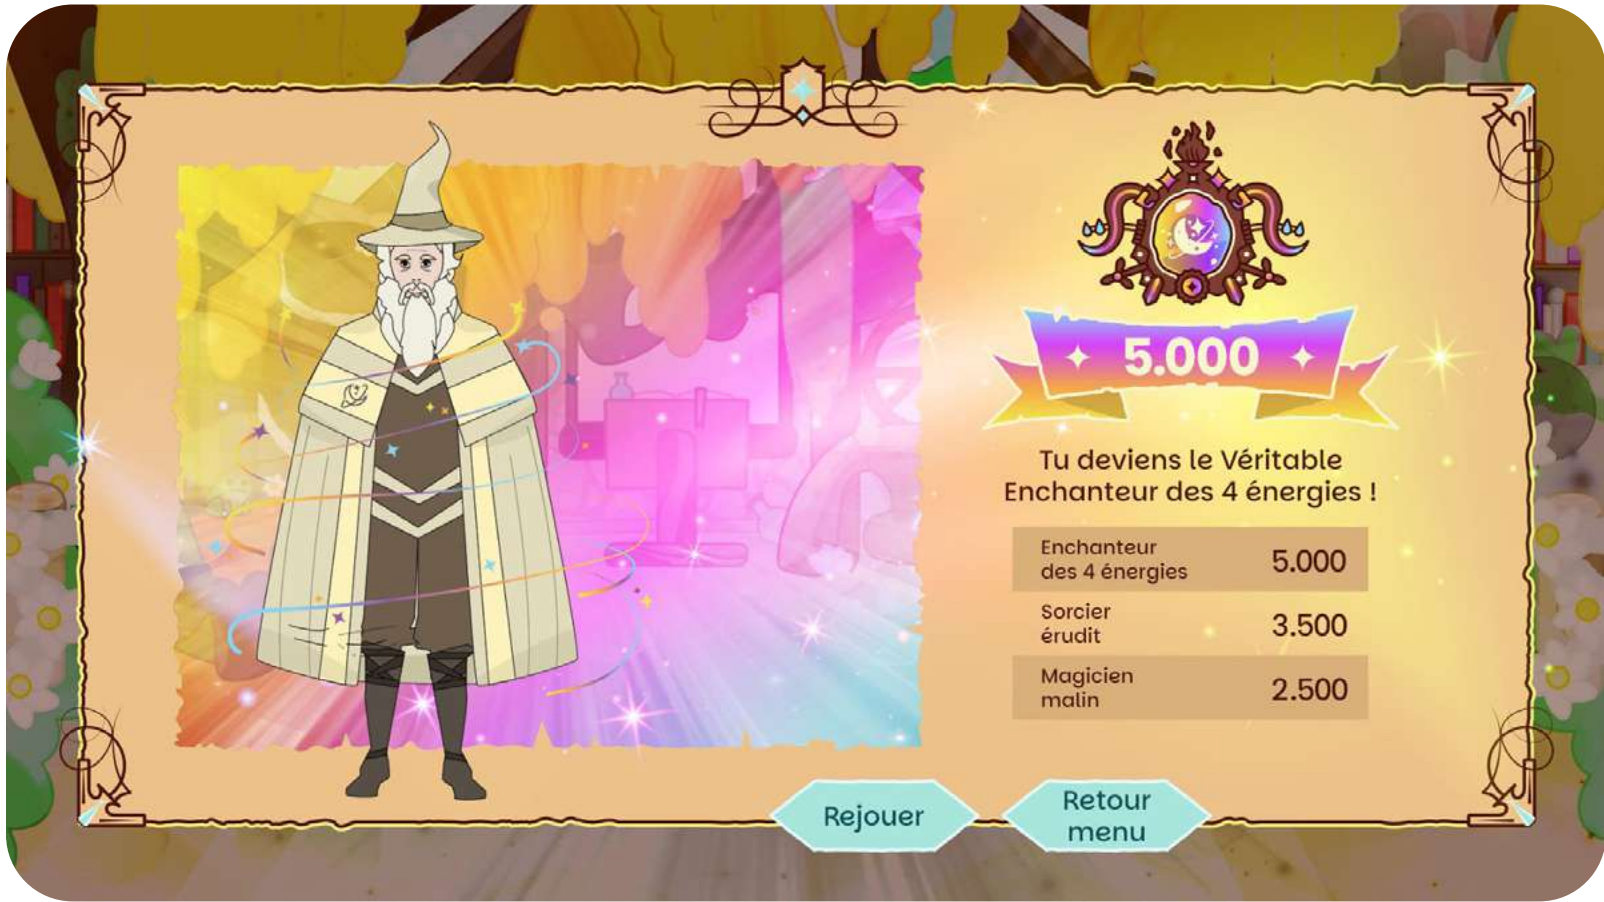 5.000
Tu deviens le Véritable
Enchanteur des 4 énergies !
Enchanteur
des 4 énergies
5.000
Sorcier
érudit
3.500
Magicien
malin
2.500
Rejouer
Retour
menu